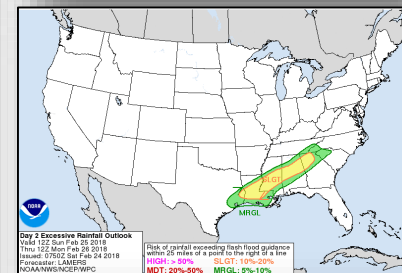 SLGT
MRGL
NOAA
Day 2 Excessive Rainfall Outlook
Valid 12Z Sun Feb 25 2018
Thru 12Z Mon Feb 26 2018
Issued: 0750Z Sat Feb 24 2018
Forecaster: LAMERS
NOAA/NWS/NCEP/WPC
Risk of rainfall exceeding flash flood guidance
within 25 miles of a point to the right of a line
HIGH: > 50% SLGT: 10%-20%
MDT: 20%-50% MRGL: 5%-10%